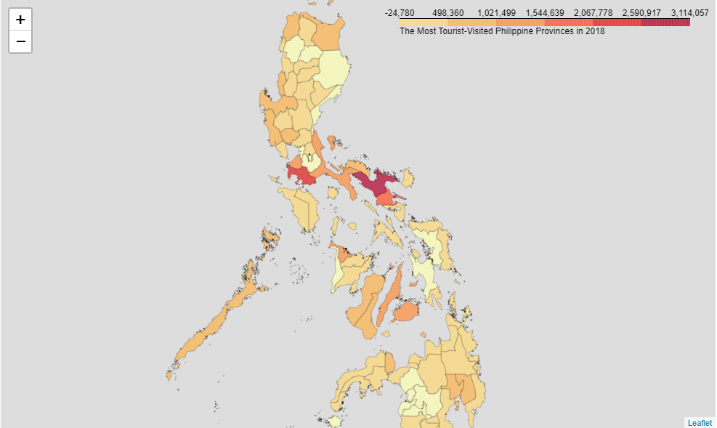 +
−
-24,780 498,360 1,021,499 1,544,639 2,067,778 2,590,917 3,114,057
The Most Tourist-Visited Philippine Provinces in 2018
Leaflet